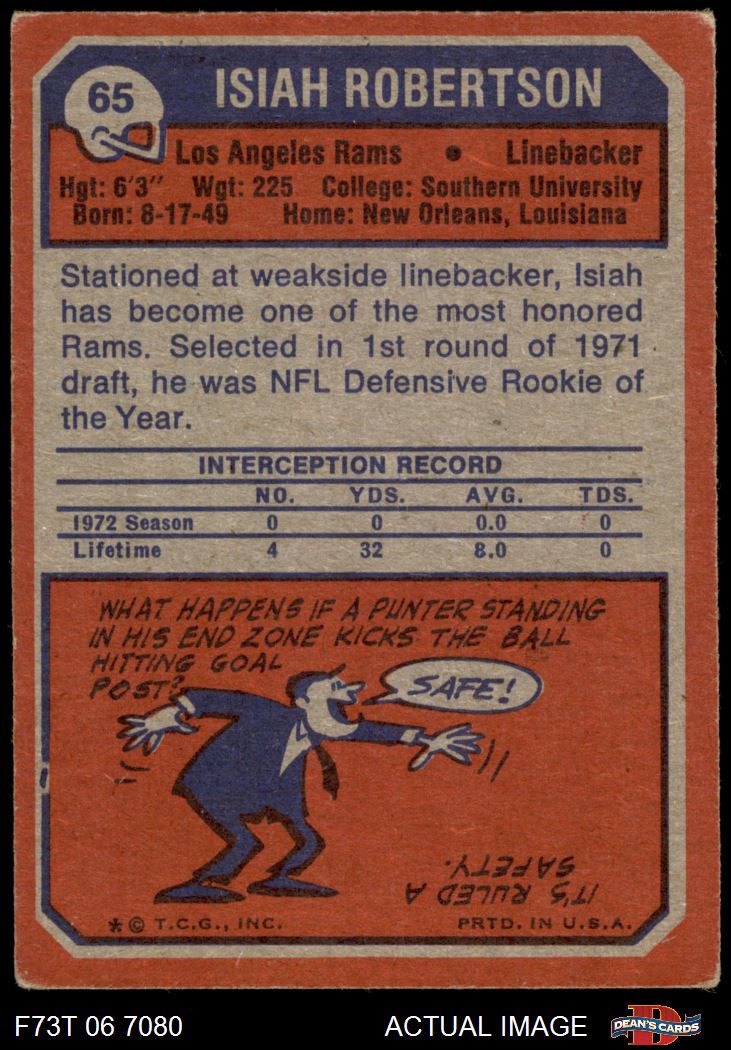 65
ISIAH ROBERTSON
Los Angeles Rams • Linebacker
Hgt: 6'3" Wgt: 225 College: Southern University
Born: 8-17-49 Home: New Orleans, Louisiana
Stationed at weakside linebacker, Isiah
has become one of the most honored
Rams. Selected in 1st round of 1971
draft, he was NFL Defensive Rookie of
the Year.
INTERCEPTION RECORD
NO. YDS. AVG. TDS.
1972 Season 0 0 0.0 0
Lifetime 4 32 8.0 0
WHAT HAPPENS IF A PUNTER STANDING
IN HIS END ZONE KICKS THE BALL
HITTING GOAL
POST?
SAFE!
IT'S RULED A
SAFETY.
* © T.C.G., INC. PRTD. IN U.S.A.
F73T 06 7080 ACTUAL IMAGE
D
DEAN'S CARDS